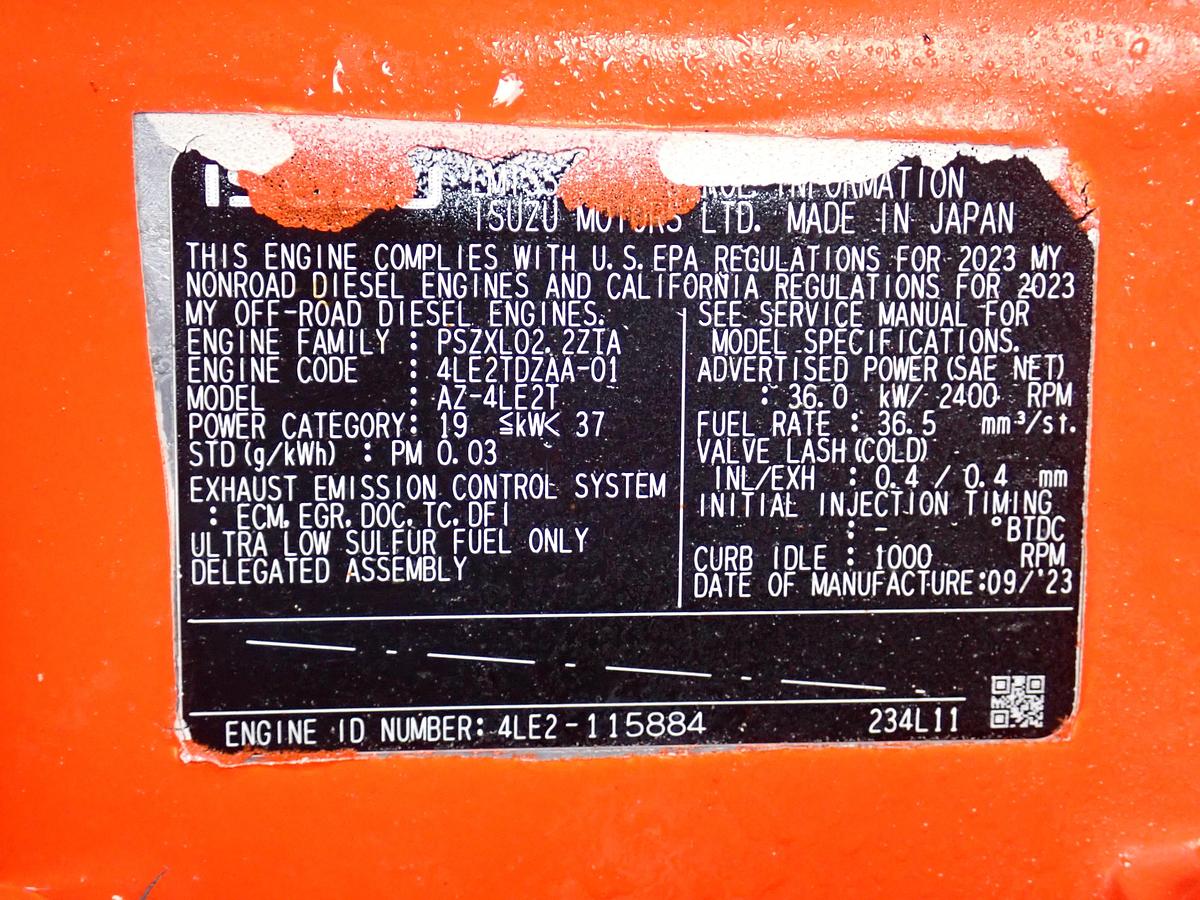 INFORMATION
ISUZU MOTORS LTD. MADE IN JAPAN
THIS ENGINE COMPLIES WITH U.S. EPA REGULATIONS FOR 2023 MY
NONROAD DIESEL ENGINES AND CALIFORNIA REGULATIONS FOR 2023
MY OFF-ROAD DIESEL ENGINES.
ENGINE FAMILY : PSZXL02.2ZTA
ENGINE CODE : 4LE2TDZAA-01
MODEL : AZ-4LE2T
POWER CATEGORY: 19 ≦kW< 37
STD (g/kWh) : PM 0.03
EXHAUST EMISSION CONTROL SYSTEM
: ECM, EGR, DOC, TC, DFI
ULTRA LOW SULFUR FUEL ONLY
DELEGATED ASSEMBLY
SEE SERVICE MANUAL FOR
MODEL SPECIFICATIONS.
ADVERTISED POWER (SAE NET)
: 36.0 kW/ 2400 RPM
FUEL RATE : 36.5 mm³/st.
VALVE LASH (COLD)
INL/EXH : 0.4 / 0.4 mm
INITIAL INJECTION TIMING
: - °BTDC
CURB IDLE : 1000 RPM
DATE OF MANUFACTURE:09/'23
ENGINE ID NUMBER: 4LE2-115884 234L11